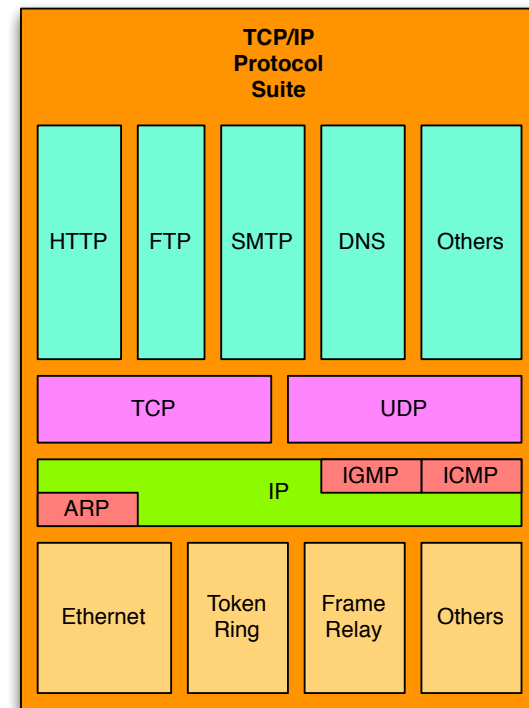 TCP/IP
Protocol
Suite
HTTP
FTP
SMTP
DNS
Others
TCP
UDP
IP
IGMP
ICMP
ARP
Ethernet
Token
Ring
Frame
Relay
Others